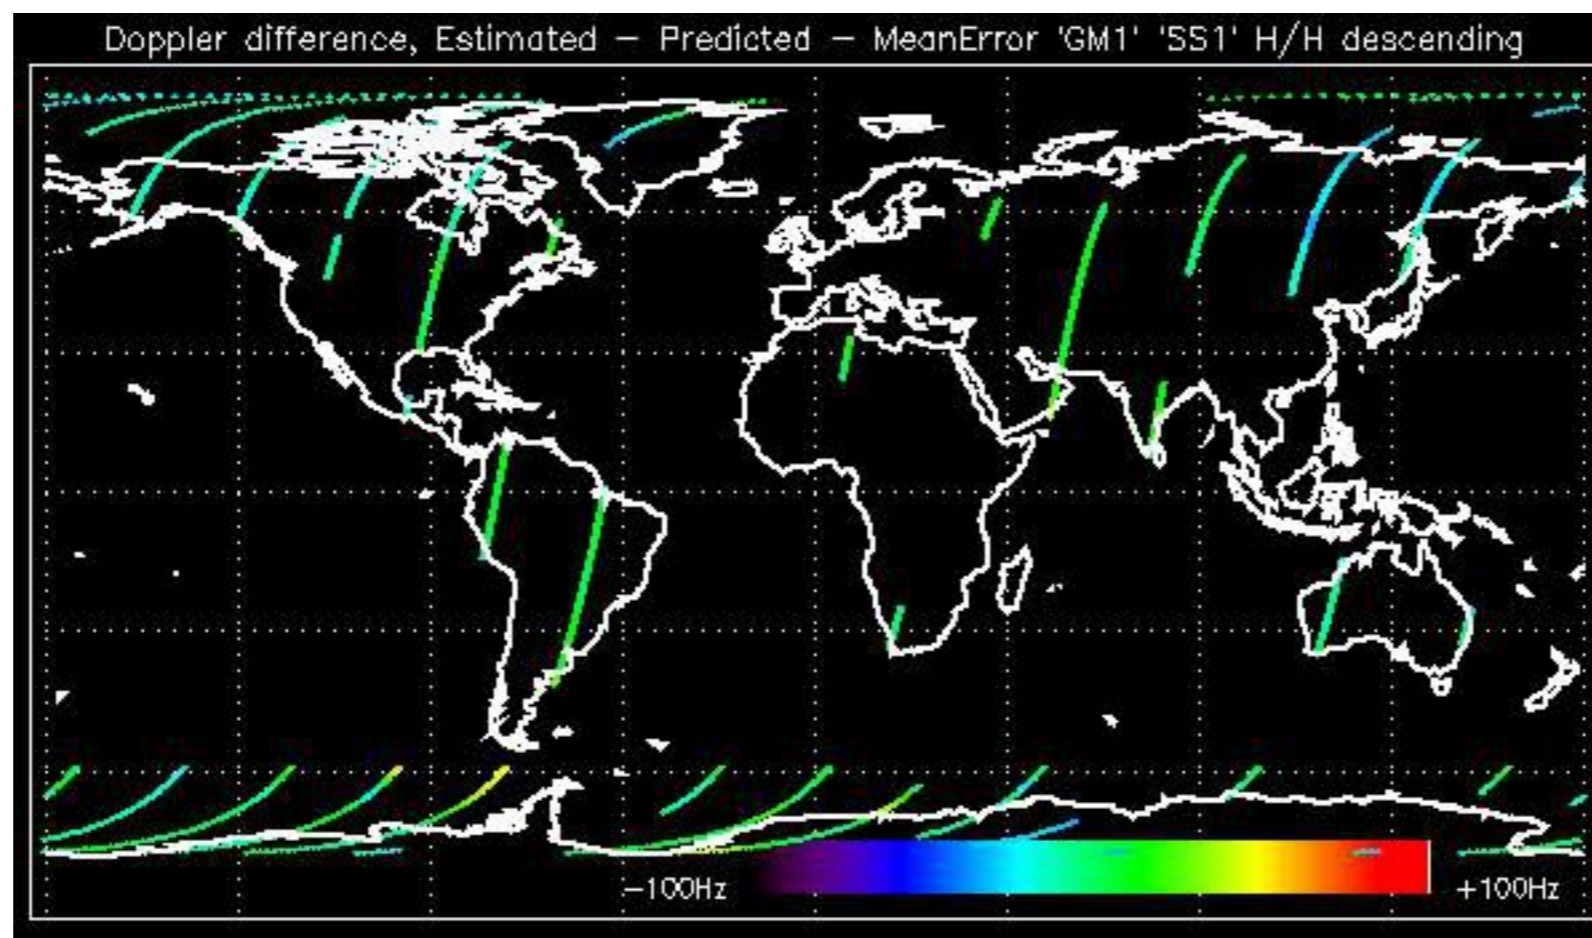 Doppler difference, Estimated — Predicted — MeanError 'GM1' 'SS1' H/H descending
−100Hz
+100Hz